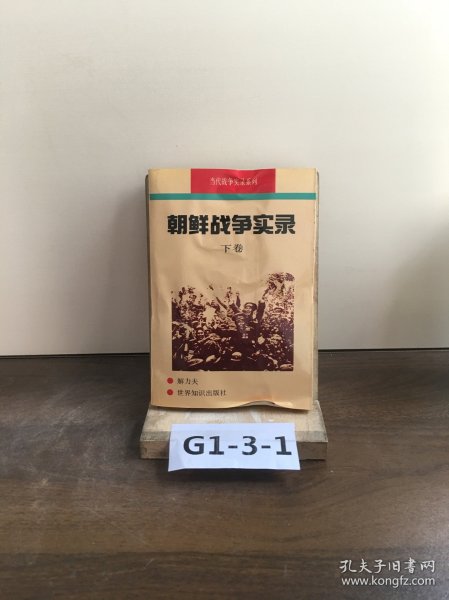 当代战争实录系列
朝鲜战争实录
下卷
● 解力夫
● 世界知识出版社
G1-3-1
孔夫子旧书网
www.kongfz.com